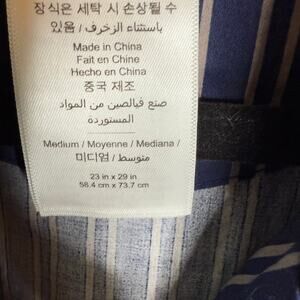 장식은 세탁 시 손상될 수
있음 / باستثناء الزخرف
Made in China
Fait en Chine
Hecho en China
중국 제조
صنع فيالصين من المواد
المستوردة
Medium / Moyenne / Mediana /
미디엄 / متوسط
23 in x 29 in
58.4 cm x 73.7 cm